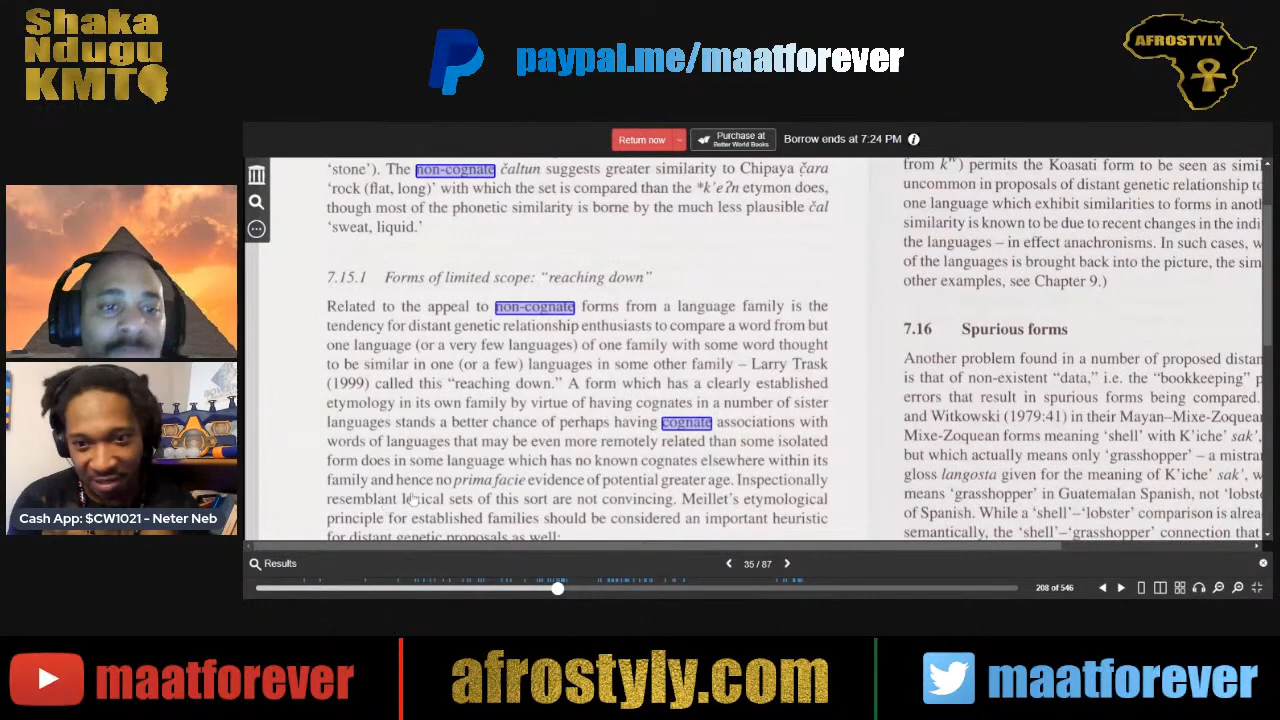 Shaka
Ndugu
KMT
paypal.me/maatforever
AFROSTYLY
Return now
Purchase at
Better World Books
Borrow ends at 7:24 PM
‘stone’). The non-cognate čaltun suggests greater similarity to Chipaya čara
‘rock (flat, long)’ with which the set is compared than the *k’eʔn etymon does,
though most of the phonetic similarity is borne by the much less plausible čal
‘sweat, liquid.’
7.15.1 Forms of limited scope: “reaching down”
Related to the appeal to non-cognate forms from a language family is the
tendency for distant genetic relationship enthusiasts to compare a word from but
one language (or a very few languages) of one family with some word thought
to be similar in one (or a few) languages in some other family – Larry Trask
(1999) called this “reaching down.” A form which has a clearly established
etymology in its own family by virtue of having cognates in a number of sister
languages stands a better chance of perhaps having cognate associations with
words of languages that may be even more remotely related than some isolated
form does in some language which has no known cognates elsewhere within its
family and hence no prima facie evidence of potential greater age. Inspectionally
resemblant lexical sets of this sort are not convincing. Meillet’s etymological
principle for established families should be considered an important heuristic
for distant genetic proposals as well:
from kʷ) permits the Koasati form to be seen as simil
uncommon in proposals of distant genetic relationship to
one language which exhibit similarities to forms in anoth
similarity is known to be due to recent changes in the indi
the languages – in effect anachronisms. In such cases, w
of the languages is brought back into the picture, the sim
other examples, see Chapter 9.)
7.16 Spurious forms
Another problem found in a number of proposed distan
is that of non-existent “data,” i.e. the “bookkeeping” p
errors that result in spurious forms being compared.
and Witkowski (1979:41) in their Mayan–Mixe-Zoquean
Mixe-Zoquean forms meaning ‘shell’ with K’iche’ sak’,
but which actually means only ‘grasshopper’ – a mistran
gloss langosta given for the meaning of K’iche’ sak’, w
means ‘grasshopper’ in Guatemalan Spanish, not ‘lobst
of Spanish. While a ‘shell’–‘lobster’ comparison is alrea
semantically, the ‘shell’–‘grasshopper’ connection that
Cash App: $CW1021 - Neter Neb
Results
35 / 87
208 of 546
maatforever
afrostyly.com
maatforever